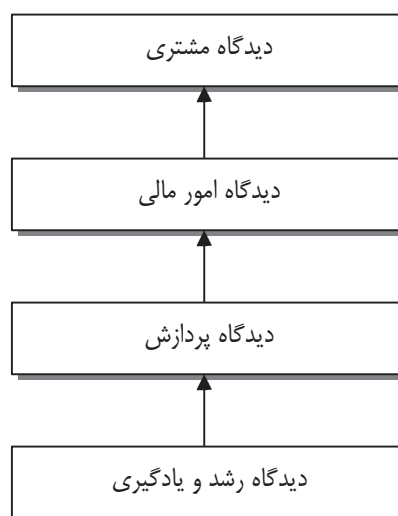 دیدگاه مشتری
دیدگاه امور مالی
دیدگاه پردازش
دیدگاه رشد و یادگیری